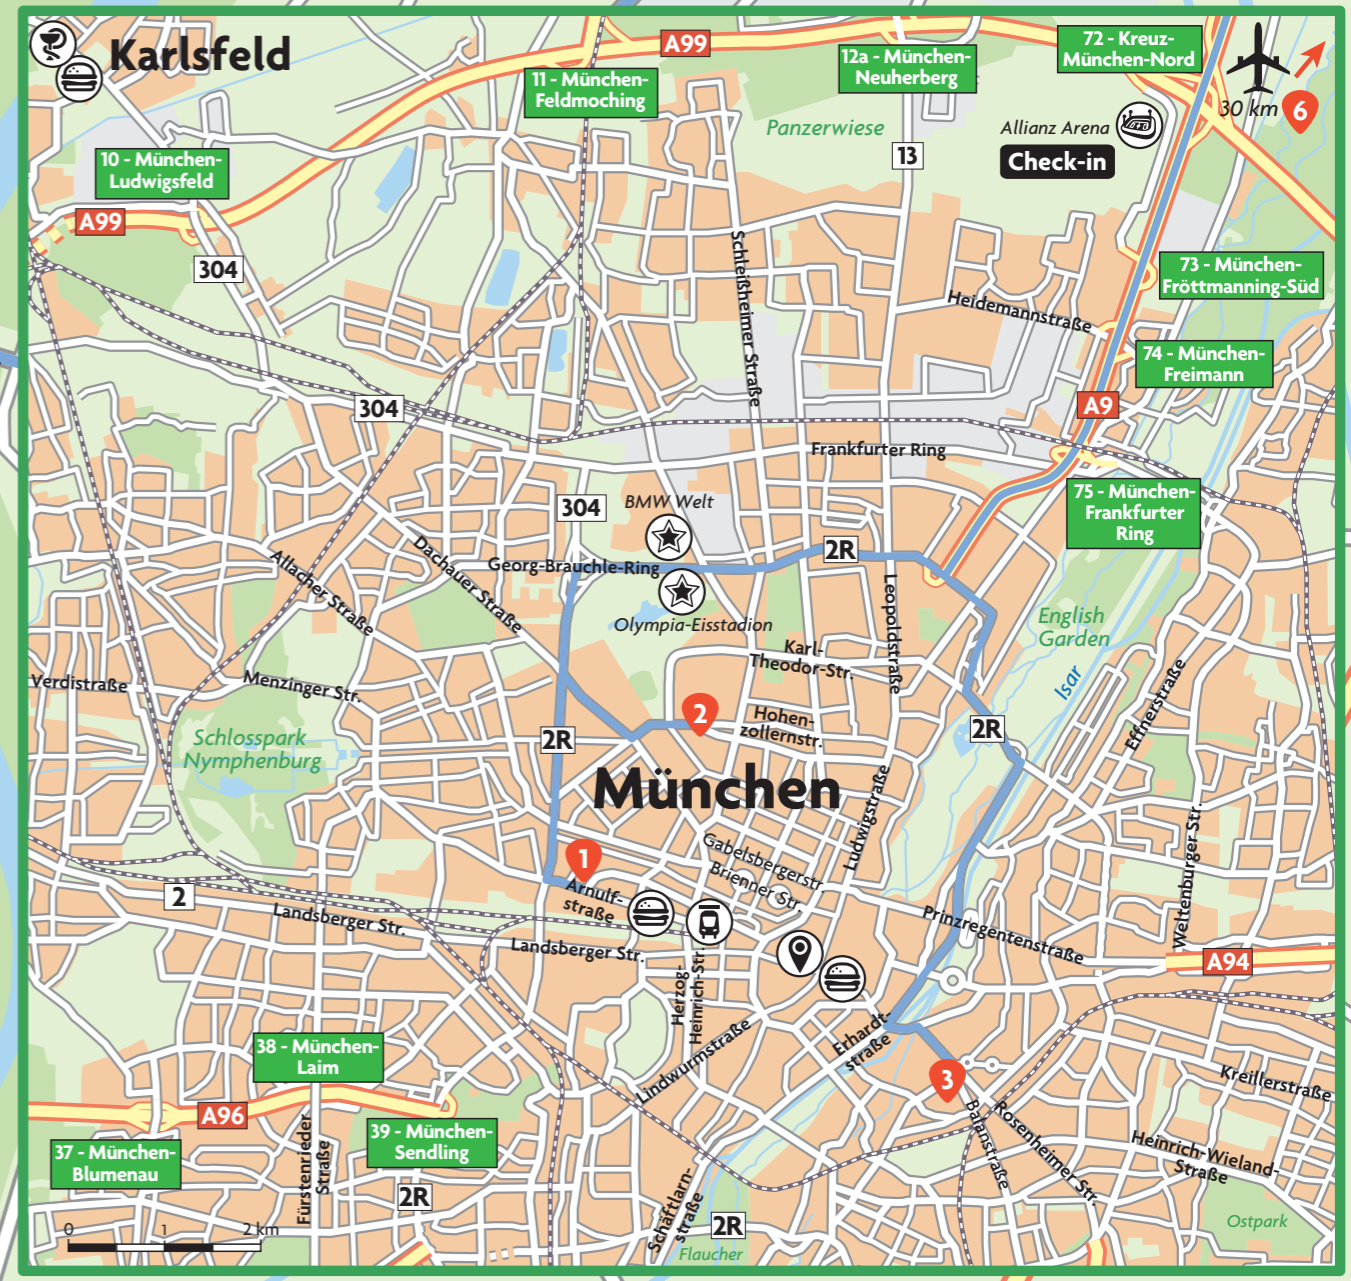 Karlsfeld
A99
11 - München-
Feldmoching
12a - München-
Neuherberg
72 - Kreuz-
München-Nord
30 km
6
Panzerwiese
Allianz Arena
Check-in
13
10 - München-
Ludwigsfeld
A99
304
Schleißheimer Straße
73 - München-
Fröttmanning-Süd
Heidemannstraße
74 - München-
Freimann
304
A9
Frankfurter Ring
75 - München-
Frankfurter
Ring
304
BMW Welt
Georg-Brauchle-Ring
2R
Dachauer Straße
Allacher Straße
Olympia-Eisstadion
Leopoldstraße
English
Garden
Karl-
Theodor-Str.
Isar
Effnerstraße
Verdistraße
Menzinger Str.
2
Hohen-
zollernstr.
2R
2R
Schlosspark
Nymphenburg
München
Ludwigstraße
Gabelsbergerstr.
Brienner Str.
Weltenburger Str.
1
Arnulf-
straße
2
Landsberger Str.
Landsberger Str.
Prinzregentenstraße
A94
Herzog-
Heinrich-Str.
Lindwurmstraße
Erhardt-
straße
38 - München-
Laim
3
Kreillerstraße
A96
39 - München-
Sendling
37 - München-
Blumenau
Fürstenrieder
Straße
Balanstraße
Rosenheimer Str.
Heinrich-Wieland-
Straße
2R
Schäftlarn-
straße
2R
Flaucher
Ostpark
0 1 2 km